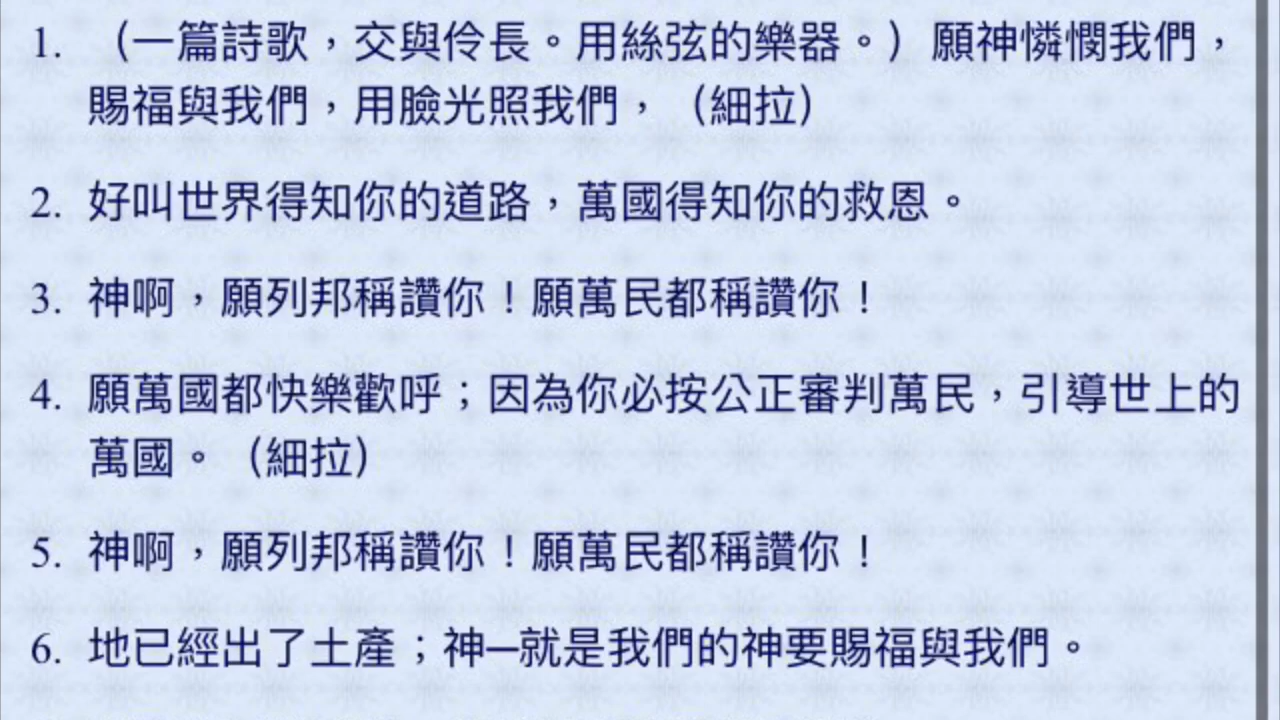 1. （一篇詩歌，交與伶長。用絲弦的樂器。）願神憐憫我們，
賜福與我們，用臉光照我們，（細拉）
2. 好叫世界得知你的道路，萬國得知你的救恩。
3. 神啊，願列邦稱讚你！願萬民都稱讚你！
4. 願萬國都快樂歡呼；因為你必按公正審判萬民，引導世上的
萬國。（細拉）
5. 神啊，願列邦稱讚你！願萬民都稱讚你！
6. 地已經出了土產；神─就是我們的神要賜福與我們。